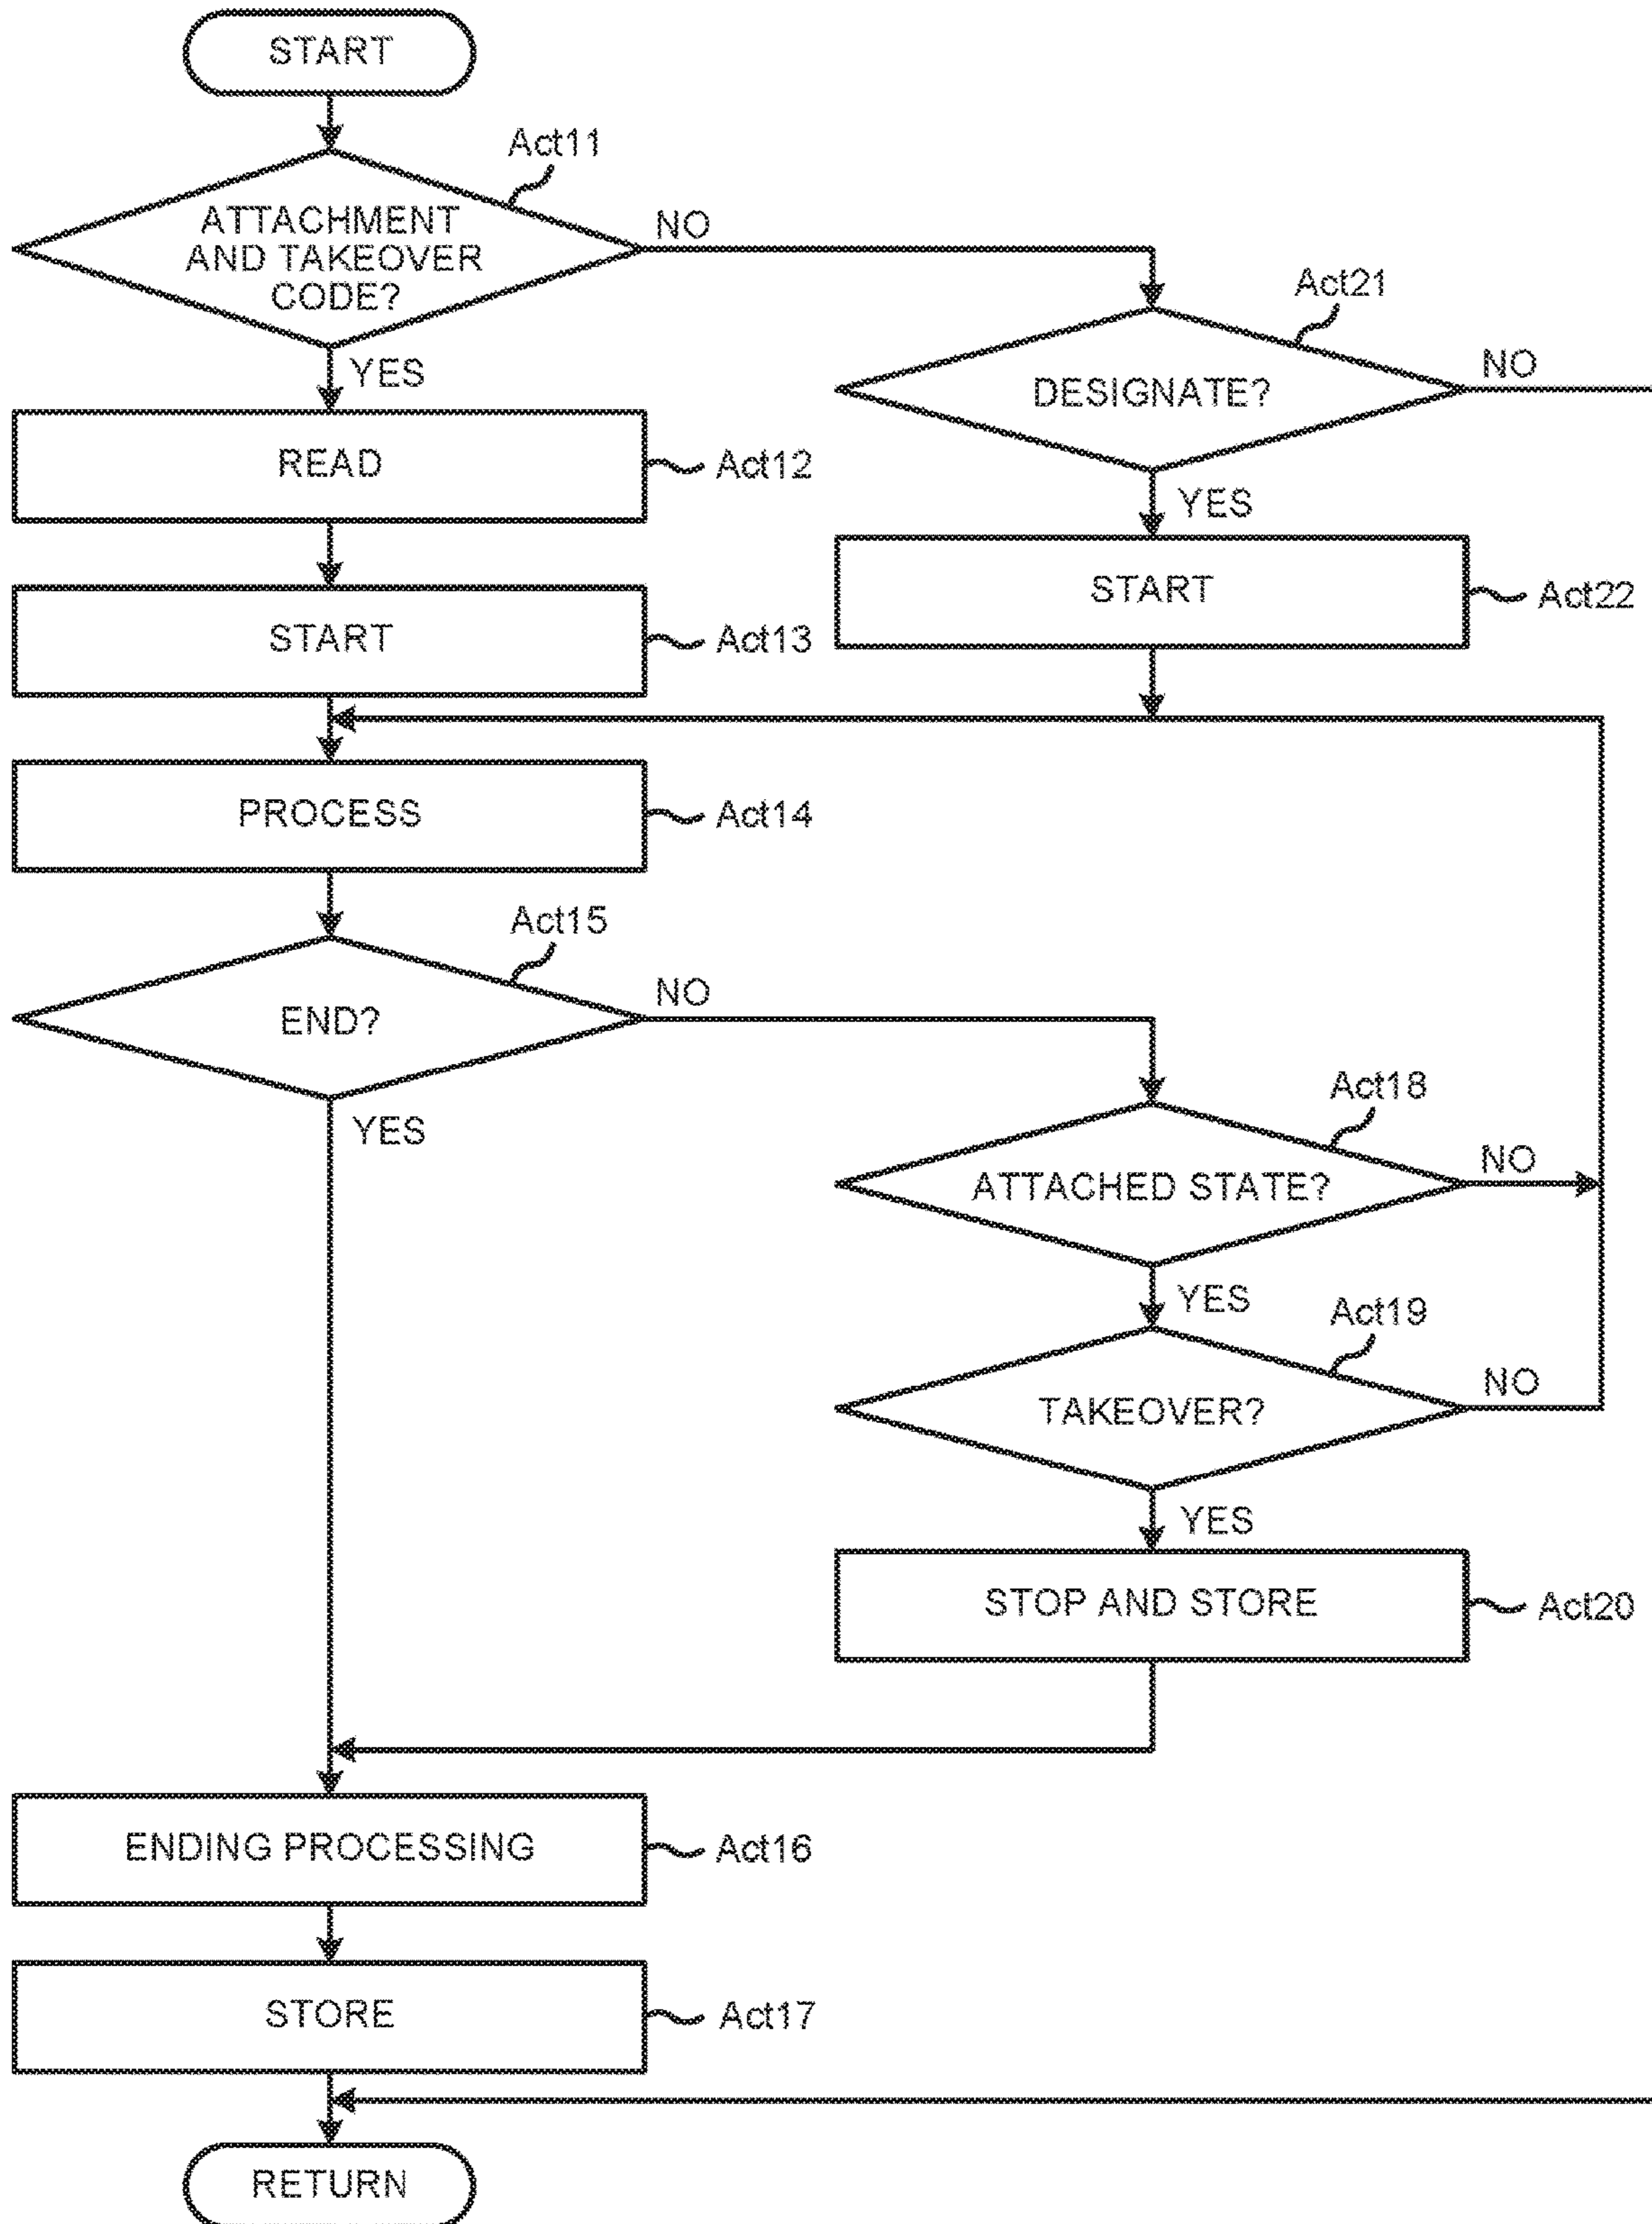 START
Act11
ATTACHMENT
AND TAKEOVER
CODE?
NO
YES
Act21
DESIGNATE?
NO
YES
READ
Act12
START
Act22
START
Act13
PROCESS
Act14
Act15
END?
NO
YES
Act18
ATTACHED STATE?
NO
YES
Act19
TAKEOVER?
NO
YES
STOP AND STORE
Act20
ENDING PROCESSING
Act16
STORE
Act17
RETURN